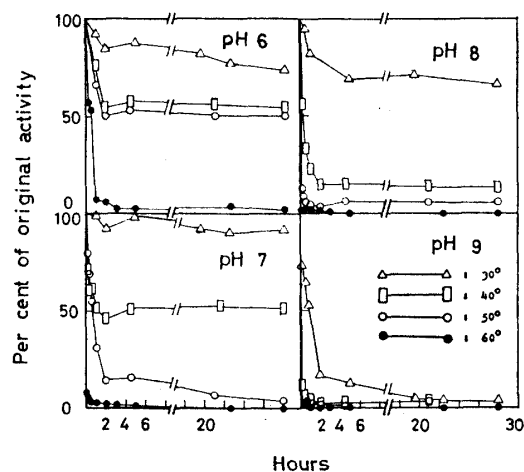 Per cent of original activity
100
50
0
pH 6
pH 8
100
50
0
pH 7
pH 9
: 30°
: 40°
: 50°
: 60°
2 4 6 20
2 4 6 20 30
Hours